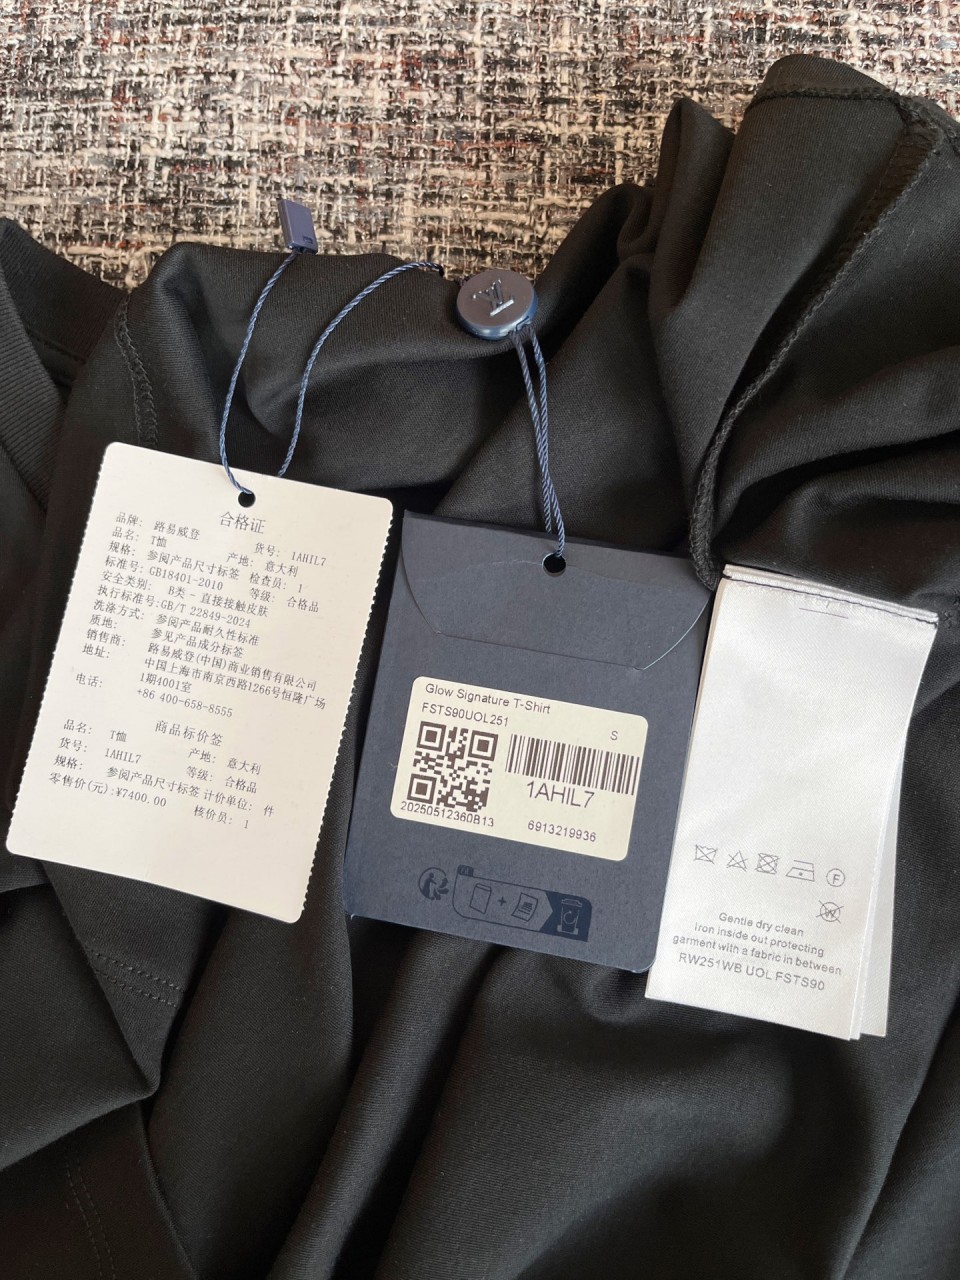 合格证
品牌: 路易威登
货号: 1AHIL7
品名: T恤
产地: 意大利
规格: 参阅产品尺寸标签 检查员: 1
标准号: GB18401-2010 等级: 合格品
安全类别: B类 - 直接接触皮肤
执行标准号:GB/T 22849-2024
洗涤方式: 参阅产品耐久性标准
质地: 参见产品成分标签
销售商: 路易威登(中国)商业销售有限公司
地址: 中国上海市南京西路1266号恒隆广场
1期4001室
电话: +86 400-658-8555
商品标价签
品名: T恤
产地: 意大利
货号: 1AHIL7
等级: 合格品
规格: 参阅产品尺寸标签 计价单位: 件
零售价(元):¥7400.00
核价员: 1
LV
Glow Signature T-Shirt
FSTS90UOL251
S
1AHIL7
20250512360B13
6913219936
F
W
Gentle dry clean
Iron inside out protecting
garment with a fabric in between
RW251WB UOL FSTS90